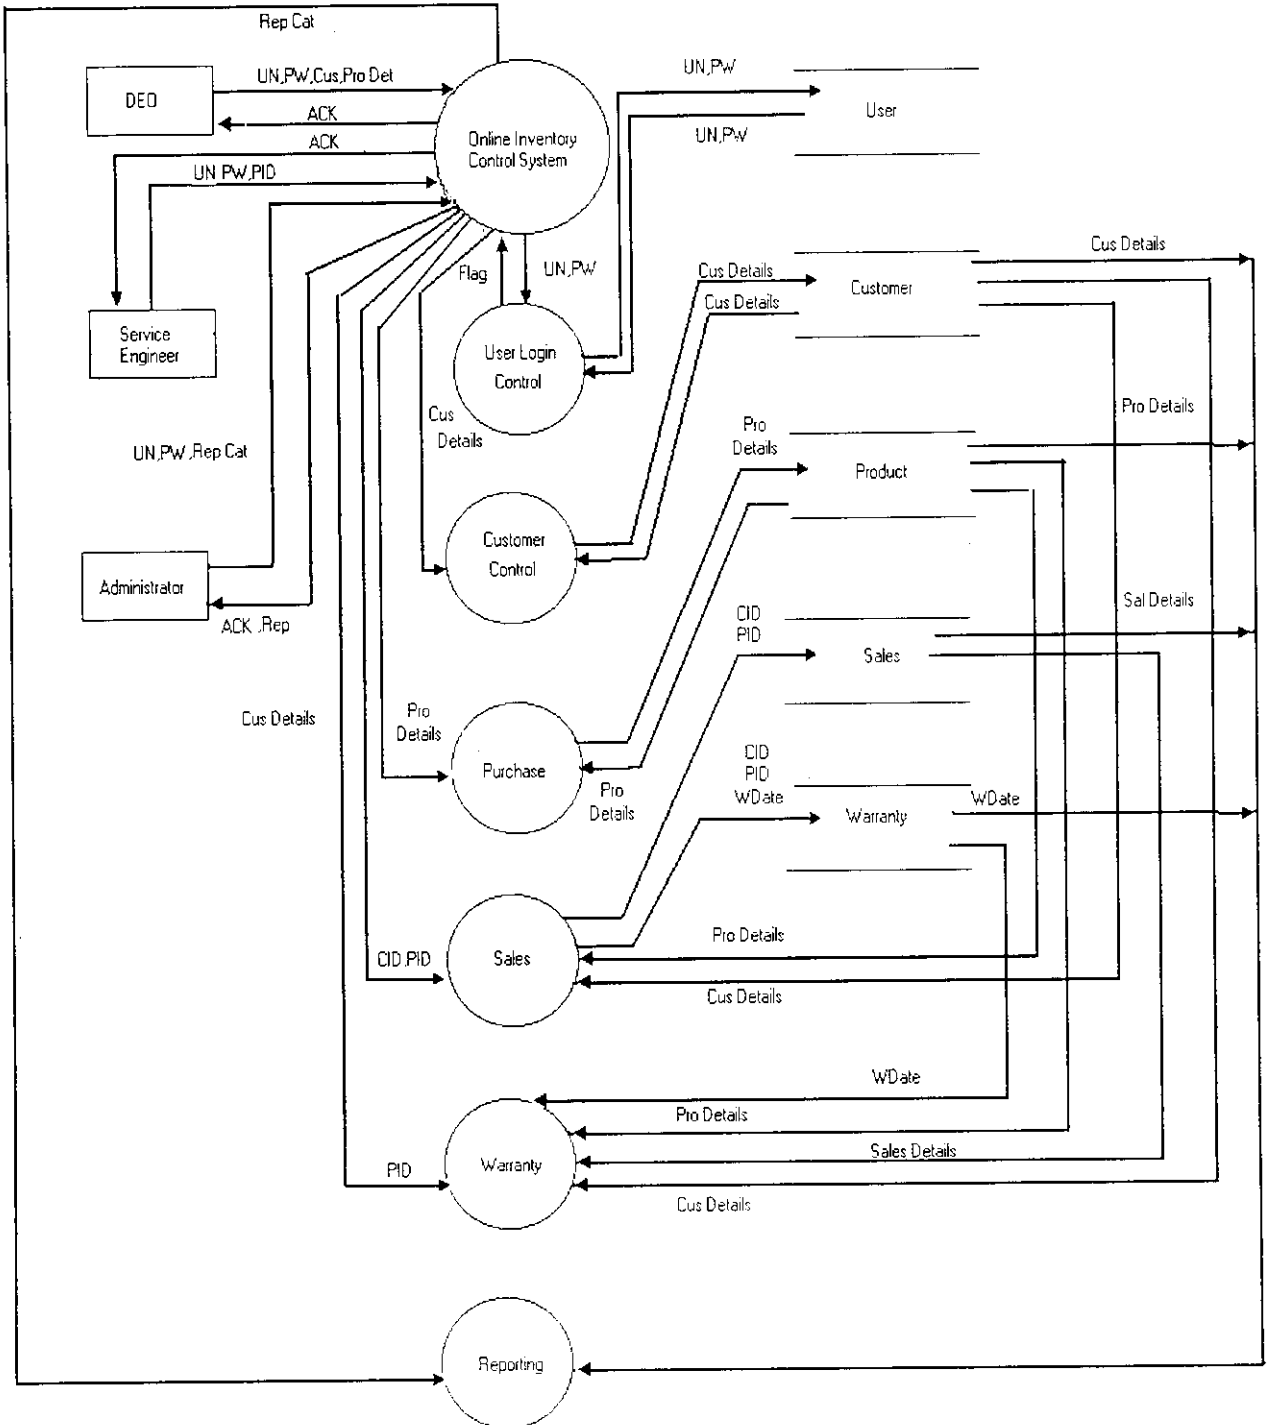 Rep Cat
UN,PW,Cus,Pro Det
DEO
ACK
ACK
UN PW,PID
Online Inventory
Control System
UN,PW
User
UN,PW
Flag
UN,PW
Cus Details
Cus Details
Cus Details
Customer
Service
Engineer
User Login
Control
Cus
Details
Pro Details
Pro
Details
Product
UN,PW ,Rep Cat
Customer
Control
Administrator
ACK ,Rep
CID
PID
Sal Details
Sales
Cus Details
Pro
Details
Purchase
Pro
Details
CID
PID
WDate
Warranty
WDate
CID,PID
Sales
Pro Details
Cus Details
WDate
Pro Details
Sales Details
PID
Warranty
Cus Details
Reporting